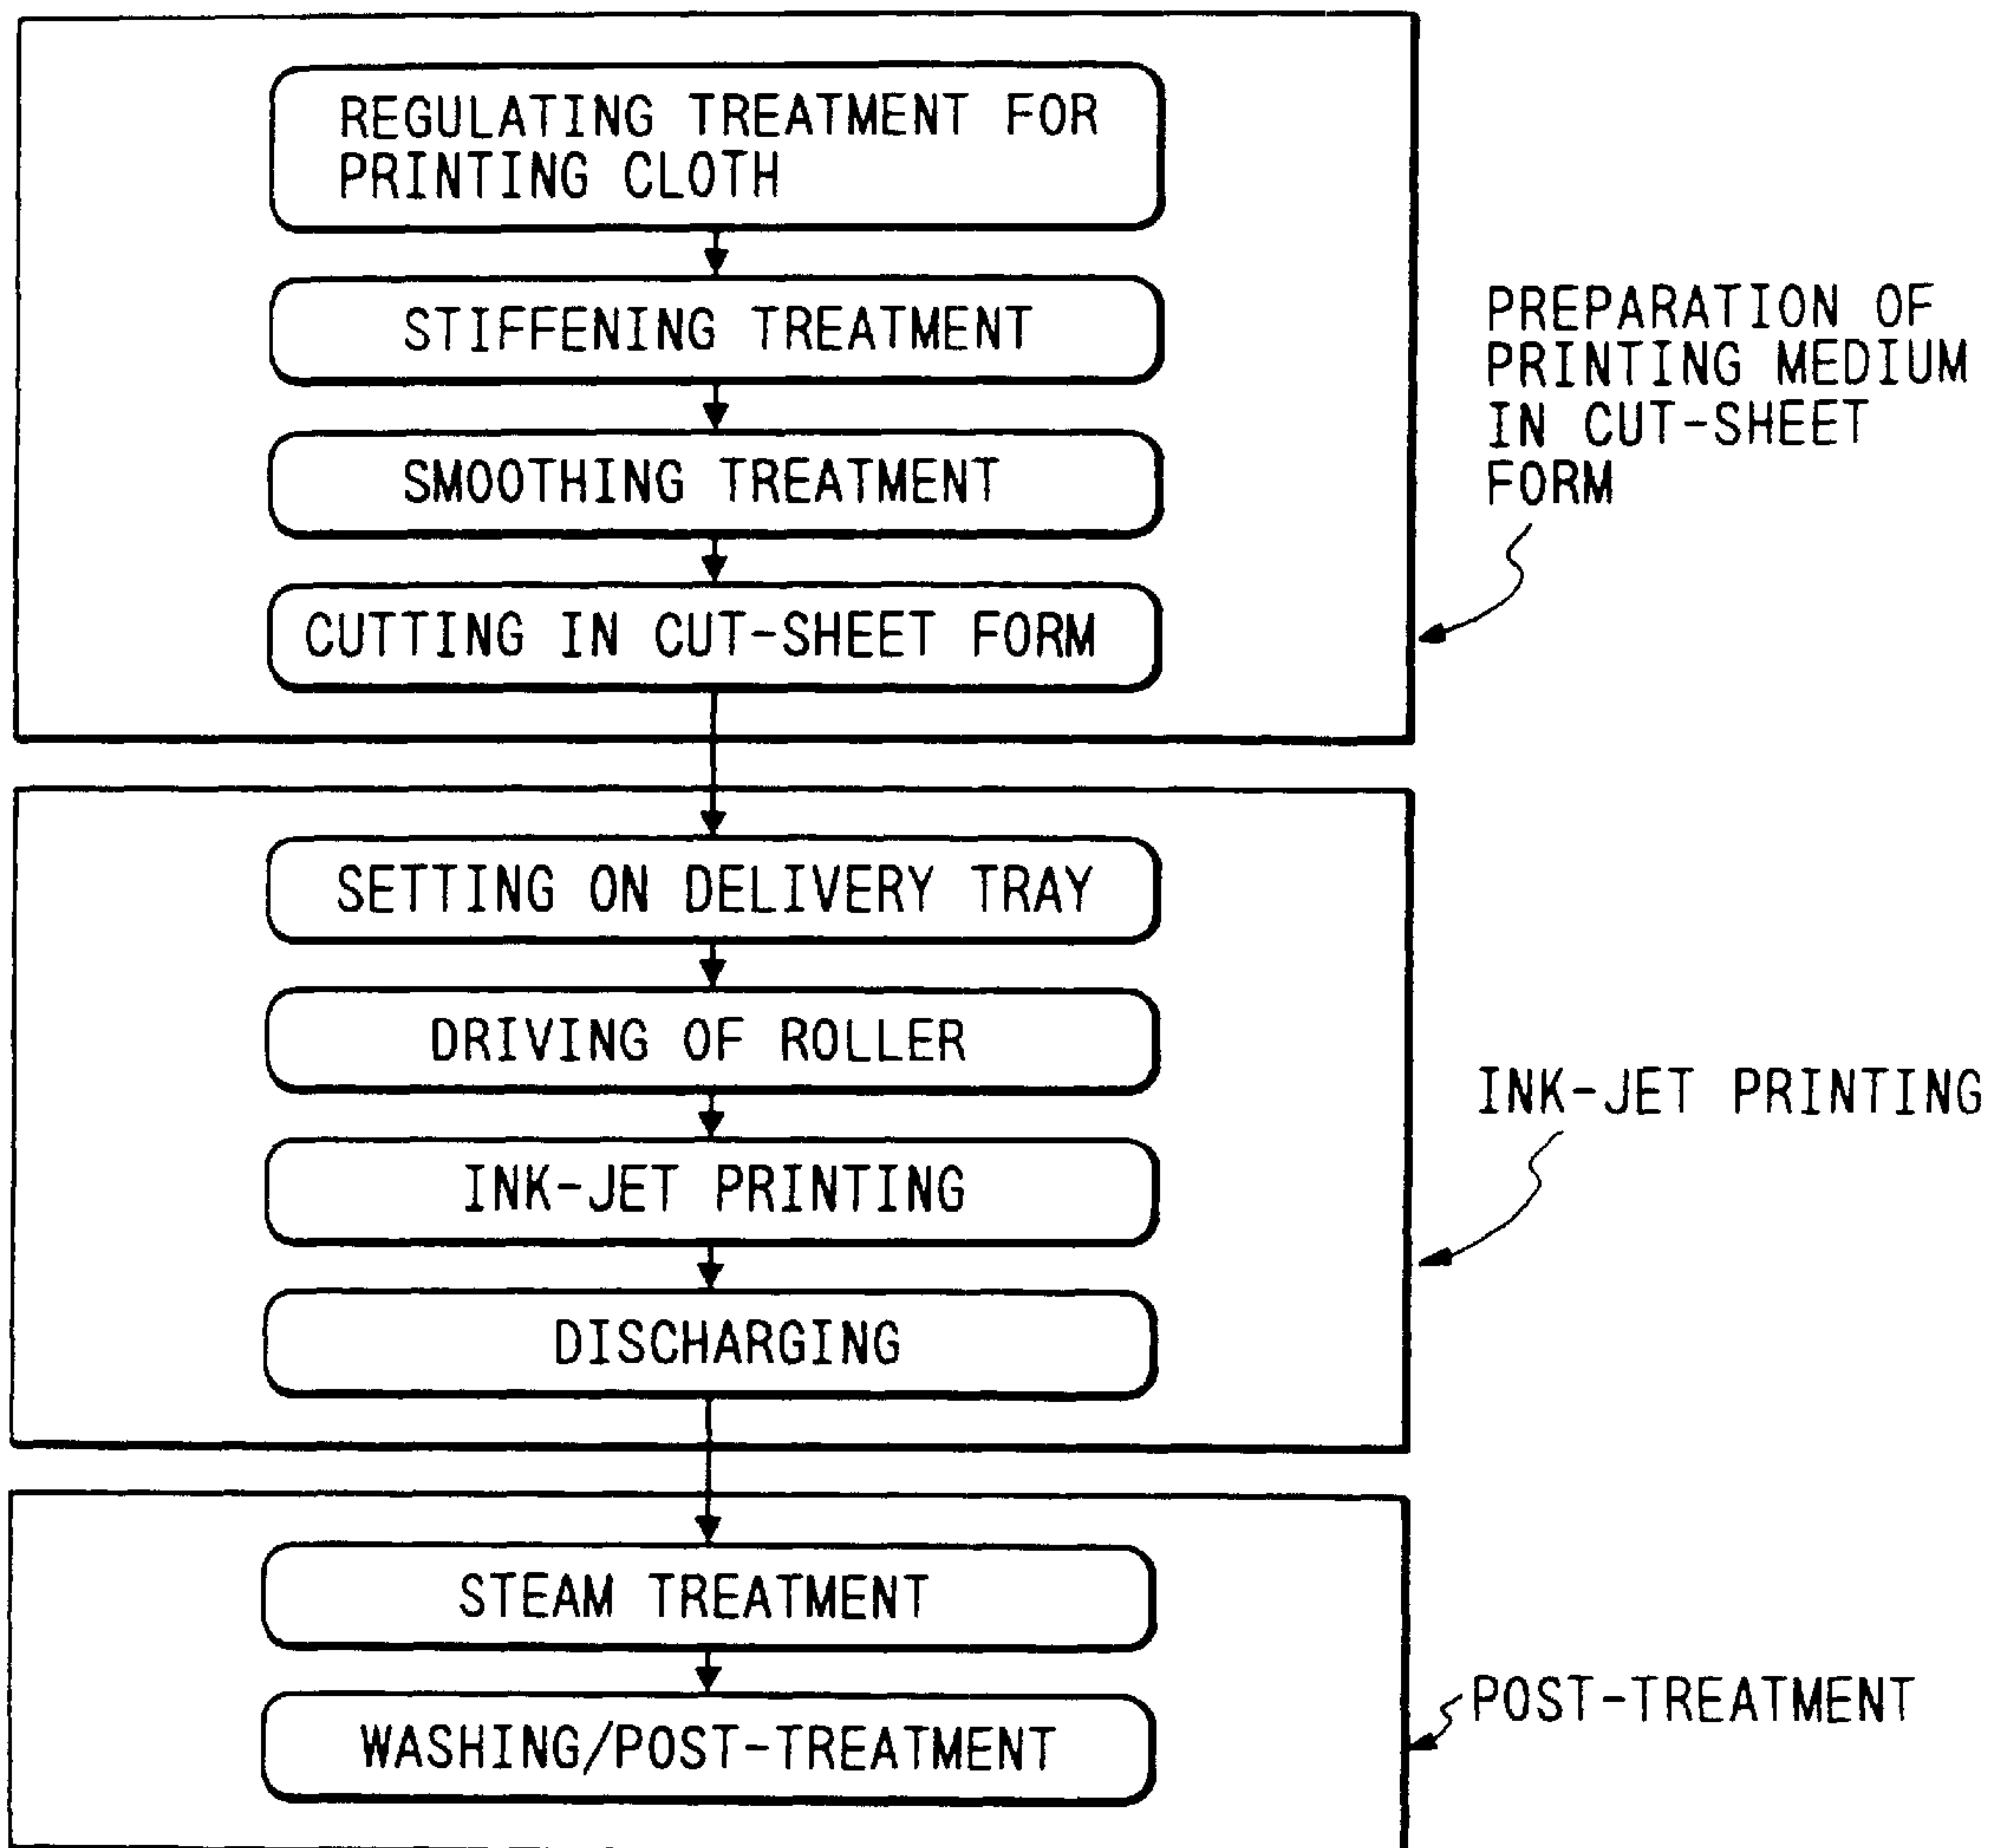 REGULATING TREATMENT FOR
PRINTING CLOTH
STIFFENING TREATMENT
SMOOTHING TREATMENT
CUTTING IN CUT-SHEET FORM
PREPARATION OF
PRINTING MEDIUM
IN CUT-SHEET
FORM
SETTING ON DELIVERY TRAY
DRIVING OF ROLLER
INK-JET PRINTING
DISCHARGING
INK-JET PRINTING
STEAM TREATMENT
WASHING/POST-TREATMENT
POST-TREATMENT